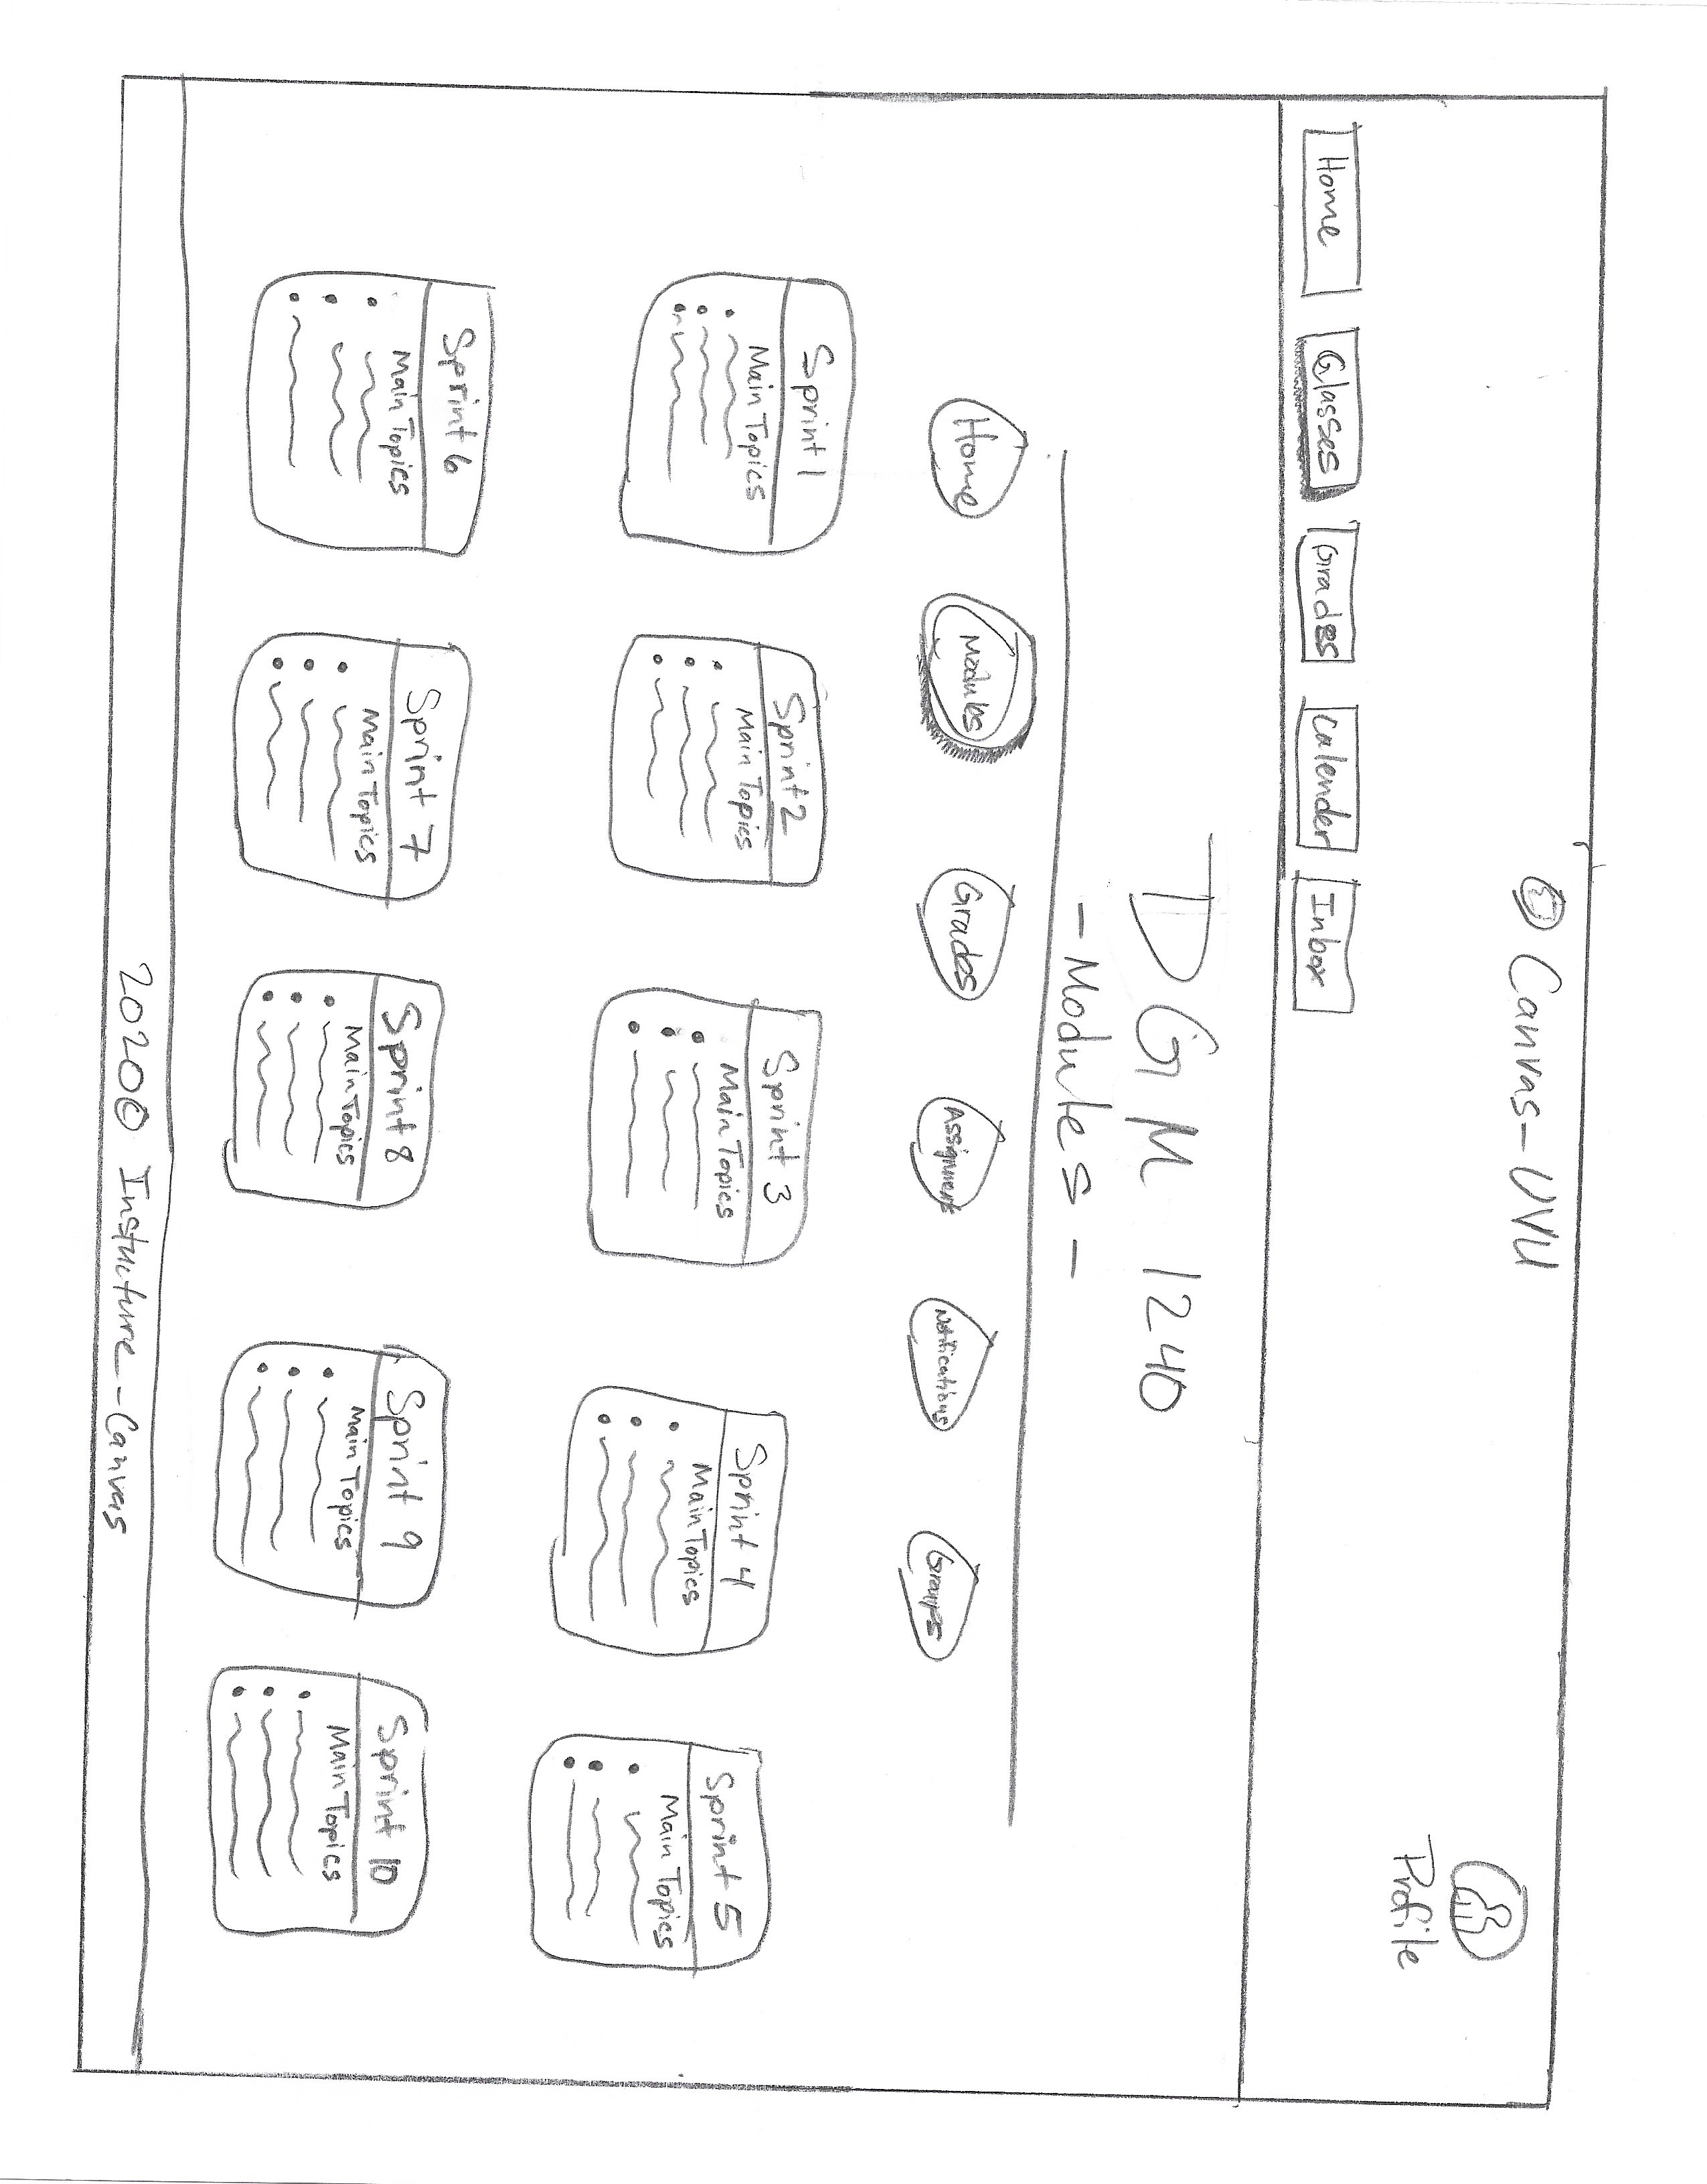 Canvas-UVU
Profile
Home Glasses Grades Calender Inbox
DGM 1240
- Modules -
Home Modules Grades Assignments Notifications Groups
Sprint 1 Sprint 2 Sprint 3 Sprint 4 Sprint 5
Main Topics Main Topics Main Topics Main Topics Main Topics
Sprint 6 Sprint 7 Sprint 8 Sprint 9 Sprint 10
Main Topics Main Topics Main Topics Main Topics Main Topics
2020© Instucture-Canvas